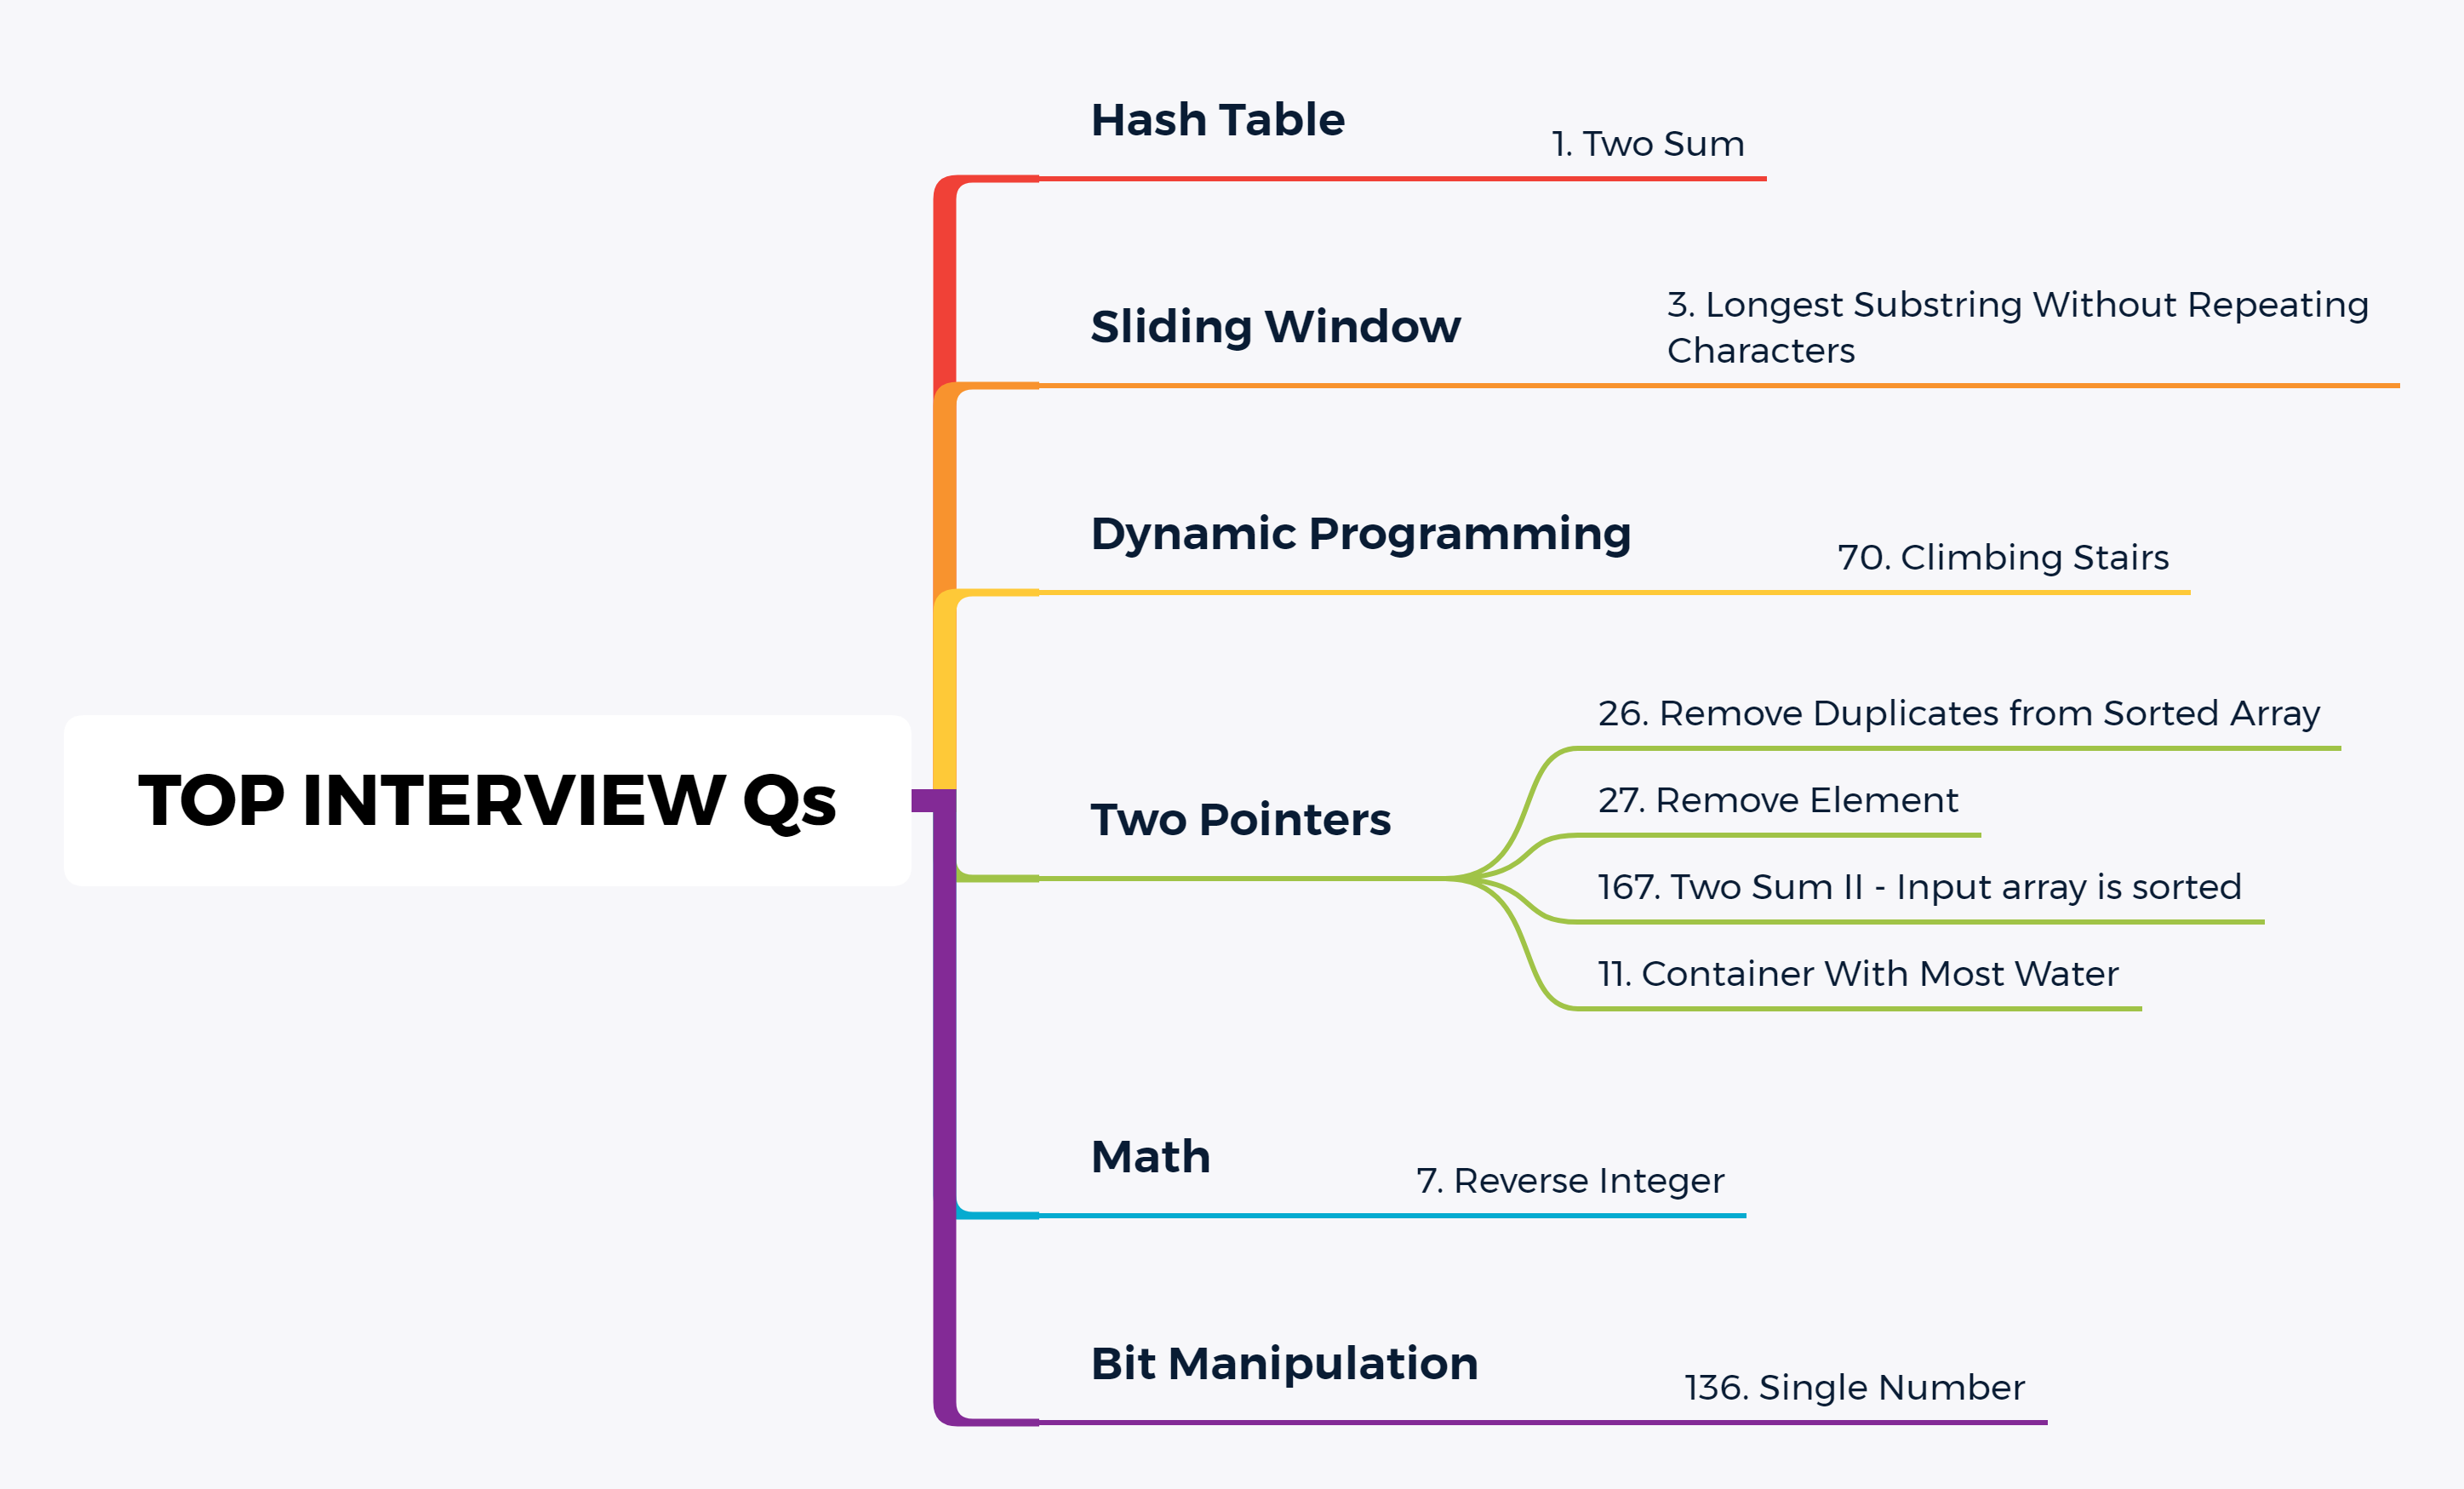 TOP INTERVIEW Qs
Hash Table
1. Two Sum
Sliding Window
3. Longest Substring Without Repeating
Characters
Dynamic Programming
70. Climbing Stairs
Two Pointers
26. Remove Duplicates from Sorted Array
27. Remove Element
167. Two Sum II - Input array is sorted
11. Container With Most Water
Math
7. Reverse Integer
Bit Manipulation
136. Single Number